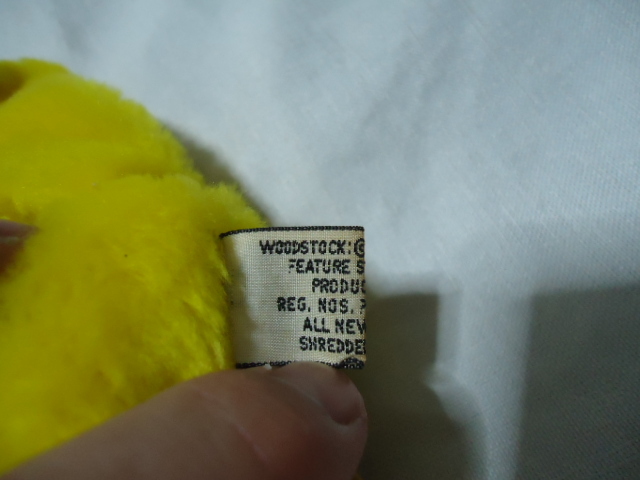 WOODSTOCK: ©
FEATURE S
PRODUC
REG. NOS. ?
ALL NEW
SHREDDE